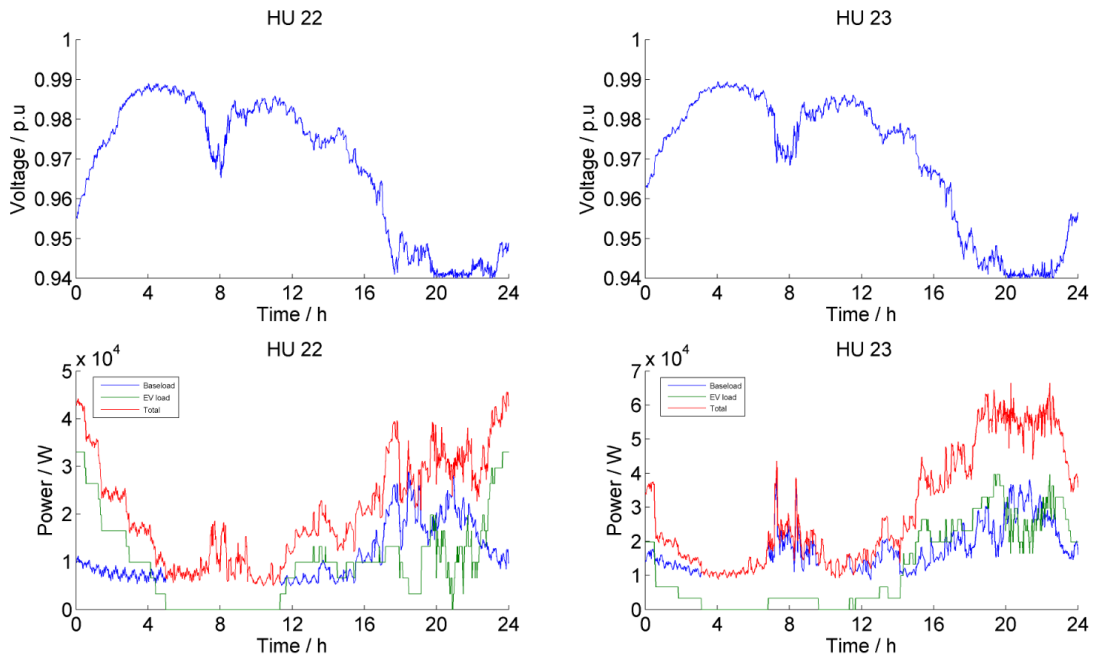 HU 22
1
0.99
0.98
0.97
0.96
0.95
0.94
Voltage / p.u
0 4 8 12 16 20 24
Time / h
HU 23
1
0.99
0.98
0.97
0.96
0.95
0.94
Voltage / p.u
0 4 8 12 16 20 24
Time / h
HU 22
x 10^4
5
4
3
2
1
0
Power / W
Baseload
EV load
Total
0 4 8 12 16 20 24
Time / h
HU 23
x 10^4
7
6
5
4
3
2
1
0
Power / W
Baseload
EV load
Total
0 4 8 12 16 20 24
Time / h